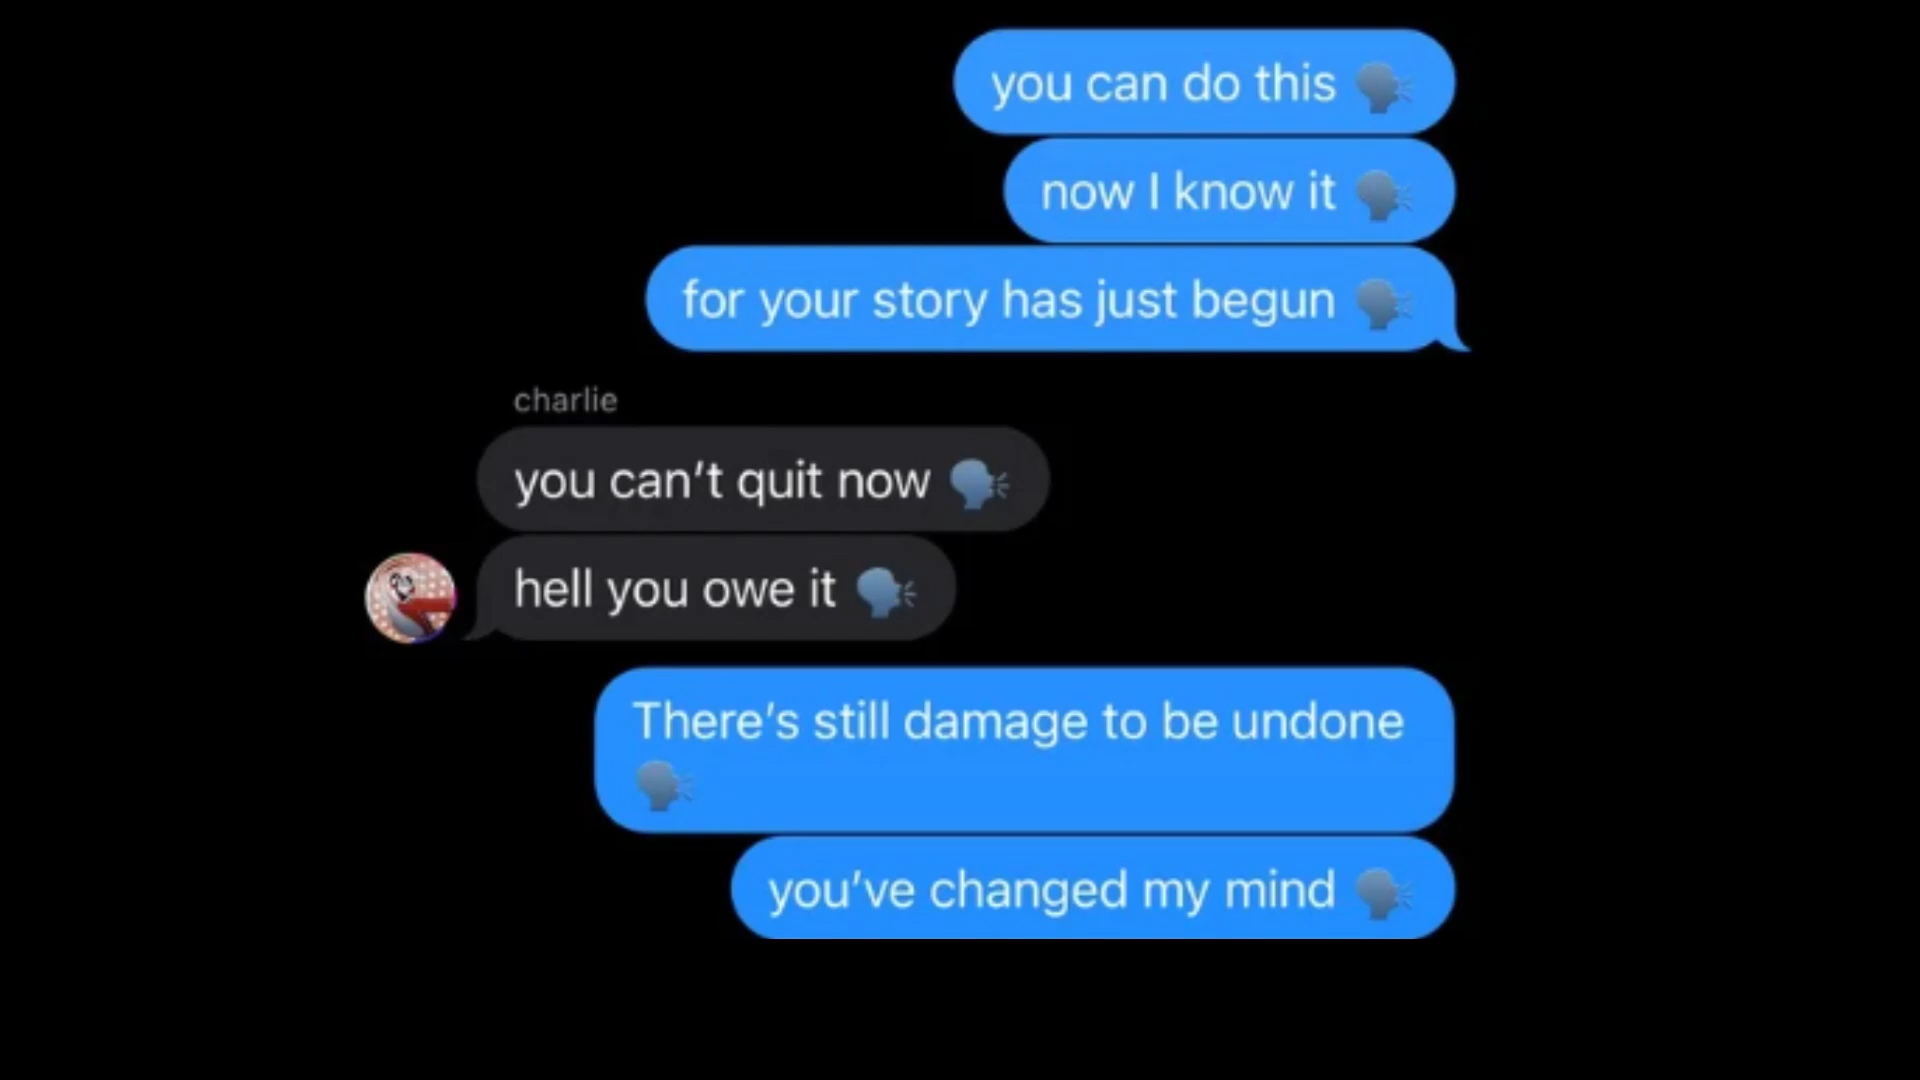 you can do this 🗣️
now I know it 🗣️
for your story has just begun 🗣️
charlie
you can't quit now 🗣️
hell you owe it 🗣️
There's still damage to be undone
🗣️
you've changed my mind 🗣️